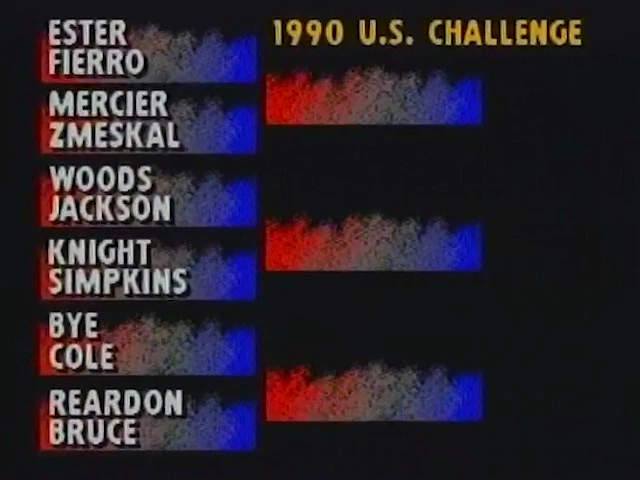 1990 U.S. CHALLENGE
ESTER
FIERRO
MERCIER
ZMESKAL
WOODS
JACKSON
KNIGHT
SIMPKINS
BYE
COLE
REARDON
BRUCE